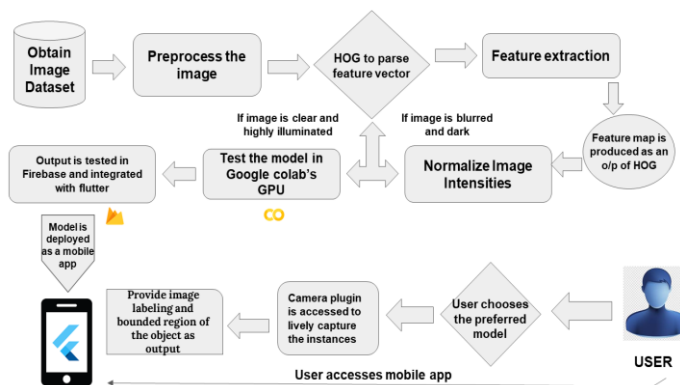 Obtain
Image
Dataset
Preprocess the
image
HOG to parse
feature vector
Feature extraction
If image is clear and
highly illuminated
If image is blurred
and dark
Feature map is
produced as an
o/p of HOG
Output is tested in
Firebase and integrated
with flutter
Test the model in
Google colab's
GPU
CO
Normalize Image
Intensities
Model is
deployed
as a mobile
app
Provide image
labeling and
bounded region of
the object as
output
Camera plugin is
accessed to
lively capture
the instances
User chooses
the preferred
model
USER
User accesses mobile app